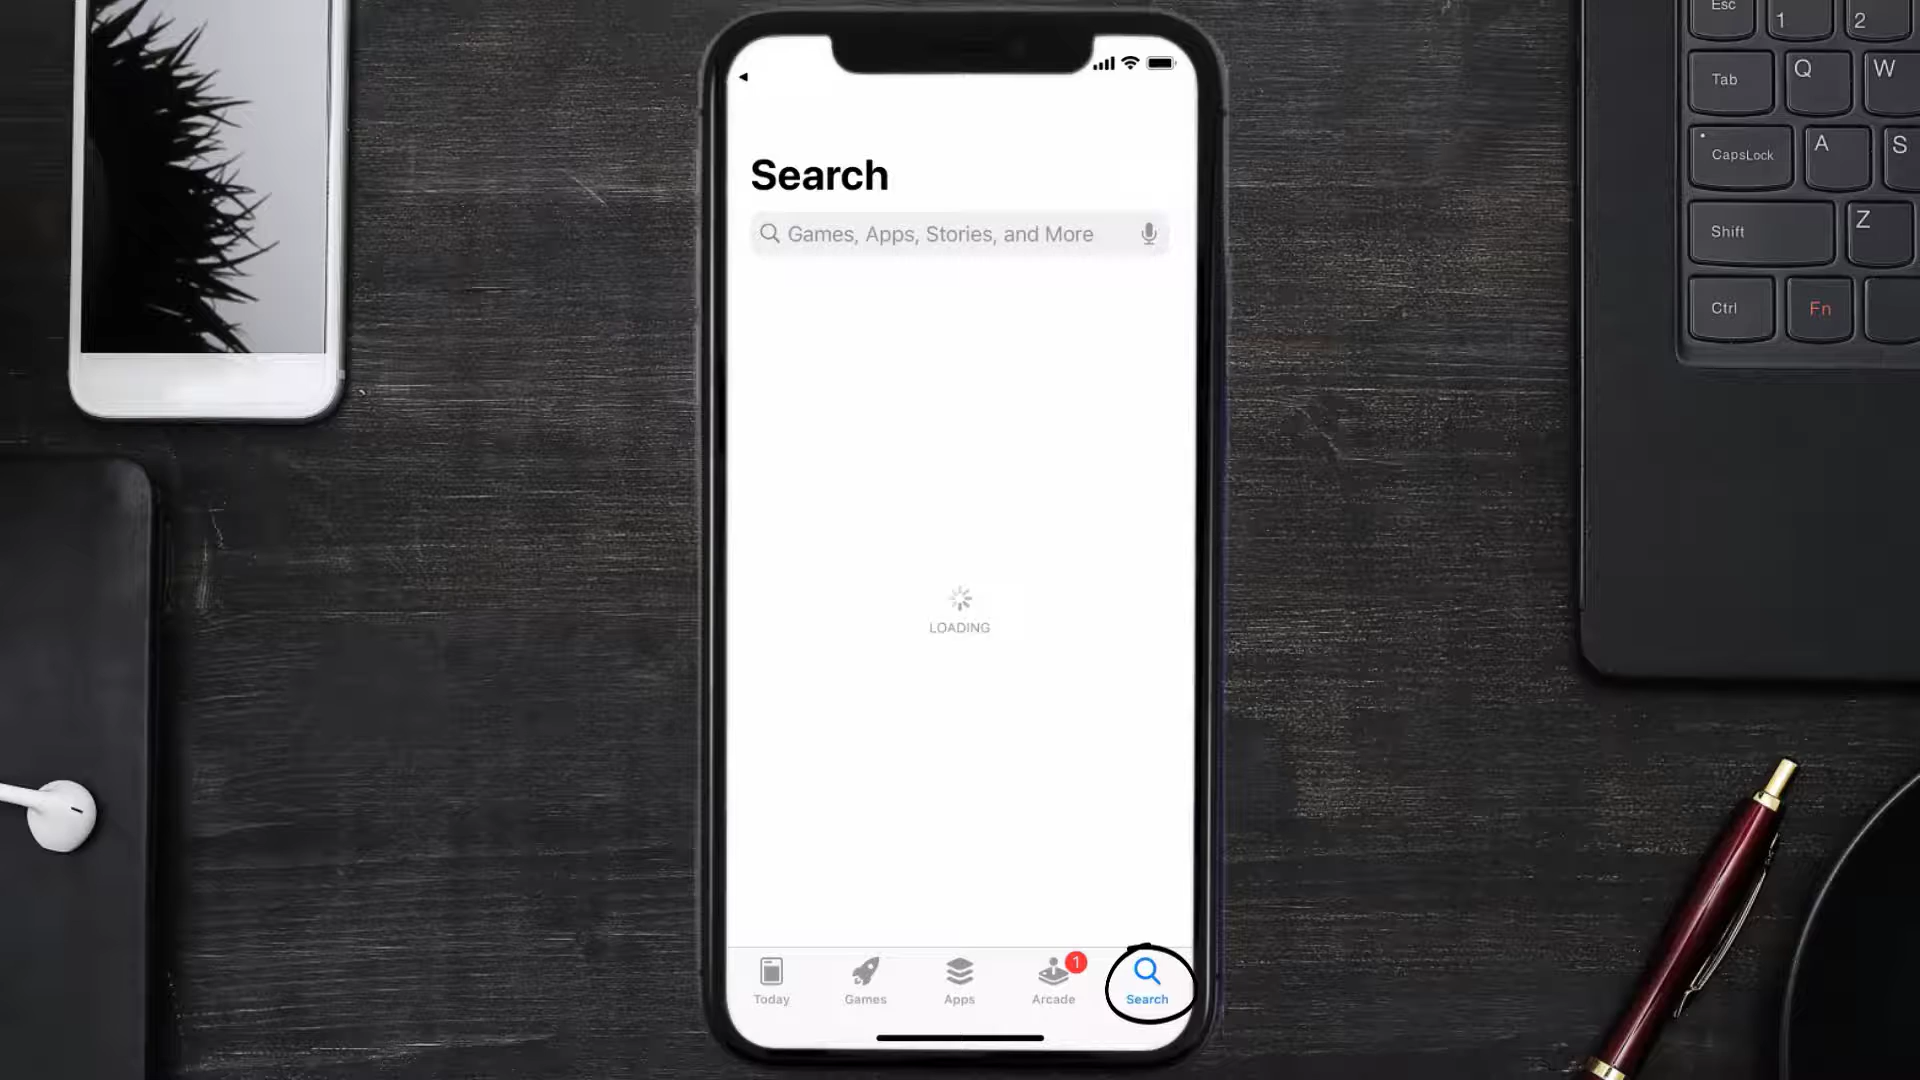 Search
Games, Apps, Stories, and More
LOADING
Today
Games
Apps
1
Arcade
Search
Esc
1
2
Tab
Q
W
CapsLock
A
S
Shift
Z
Ctrl
Fn